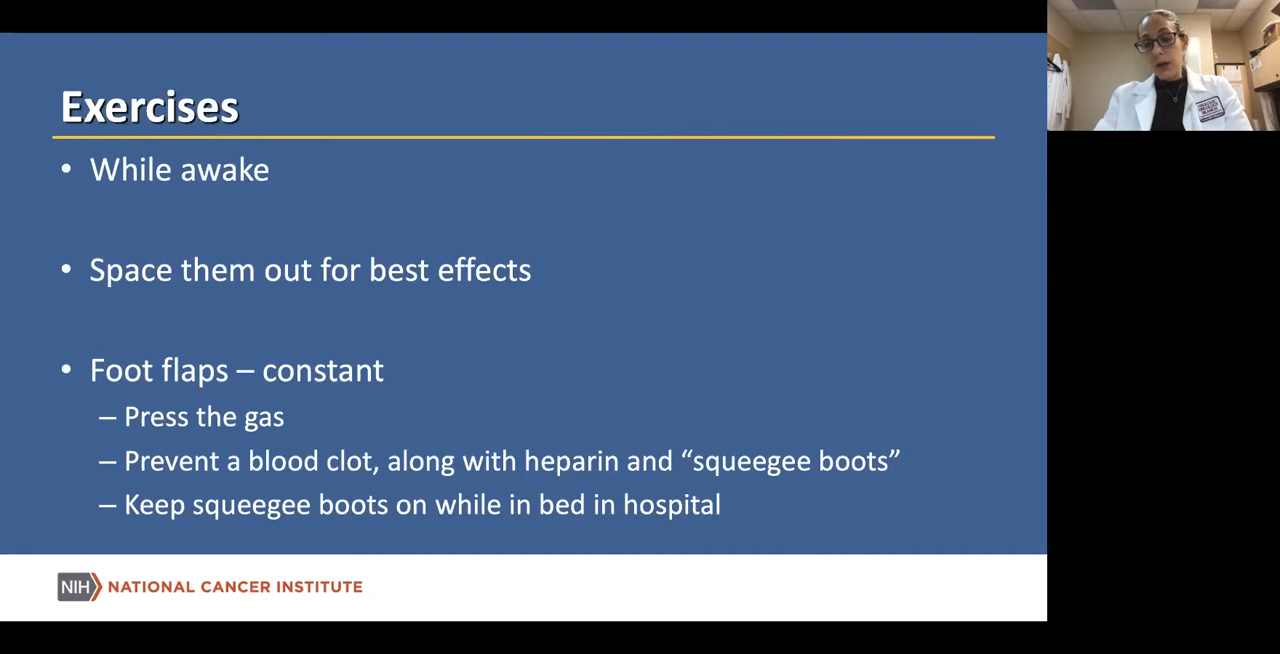 Exercises
• While awake
• Space them out for best effects
• Foot flaps – constant
– Press the gas
– Prevent a blood clot, along with heparin and “squeegee boots”
– Keep squeegee boots on while in bed in hospital
NIH NATIONAL CANCER INSTITUTE